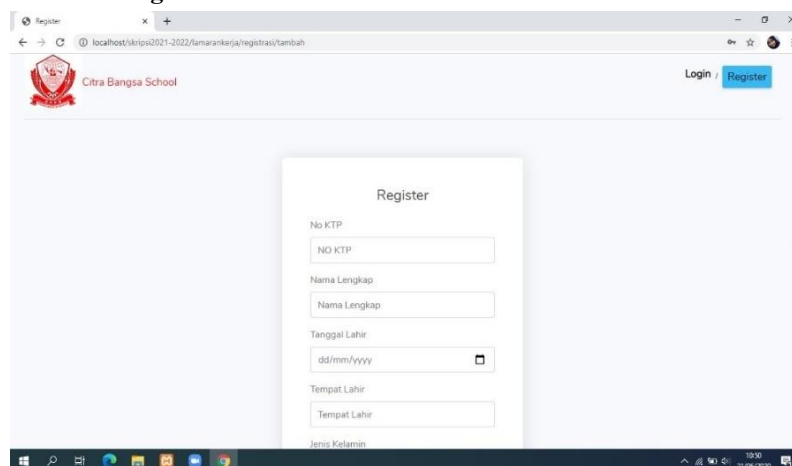 Register
localhost/skripsi2021-2022/lamarankerja/registrasi/tambah
Citra Bangsa School
Login / Register
Register
No KTP
NO KTP
Nama Lengkap
Nama Lengkap
Tanggal Lahir
dd/mm/yyyy
Tempat Lahir
Tempat Lahir
Jenis Kelamin
10:50